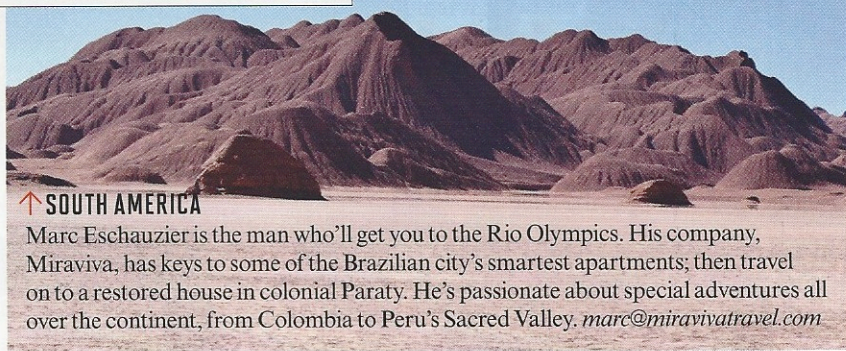 ↑ SOUTH AMERICA
Marc Eschauzier is the man who'll get you to the Rio Olympics. His company,
Miraviva, has keys to some of the Brazilian city's smartest apartments; then travel
on to a restored house in colonial Paraty. He's passionate about special adventures all
over the continent, from Colombia to Peru's Sacred Valley. marc@miravivatravel.com